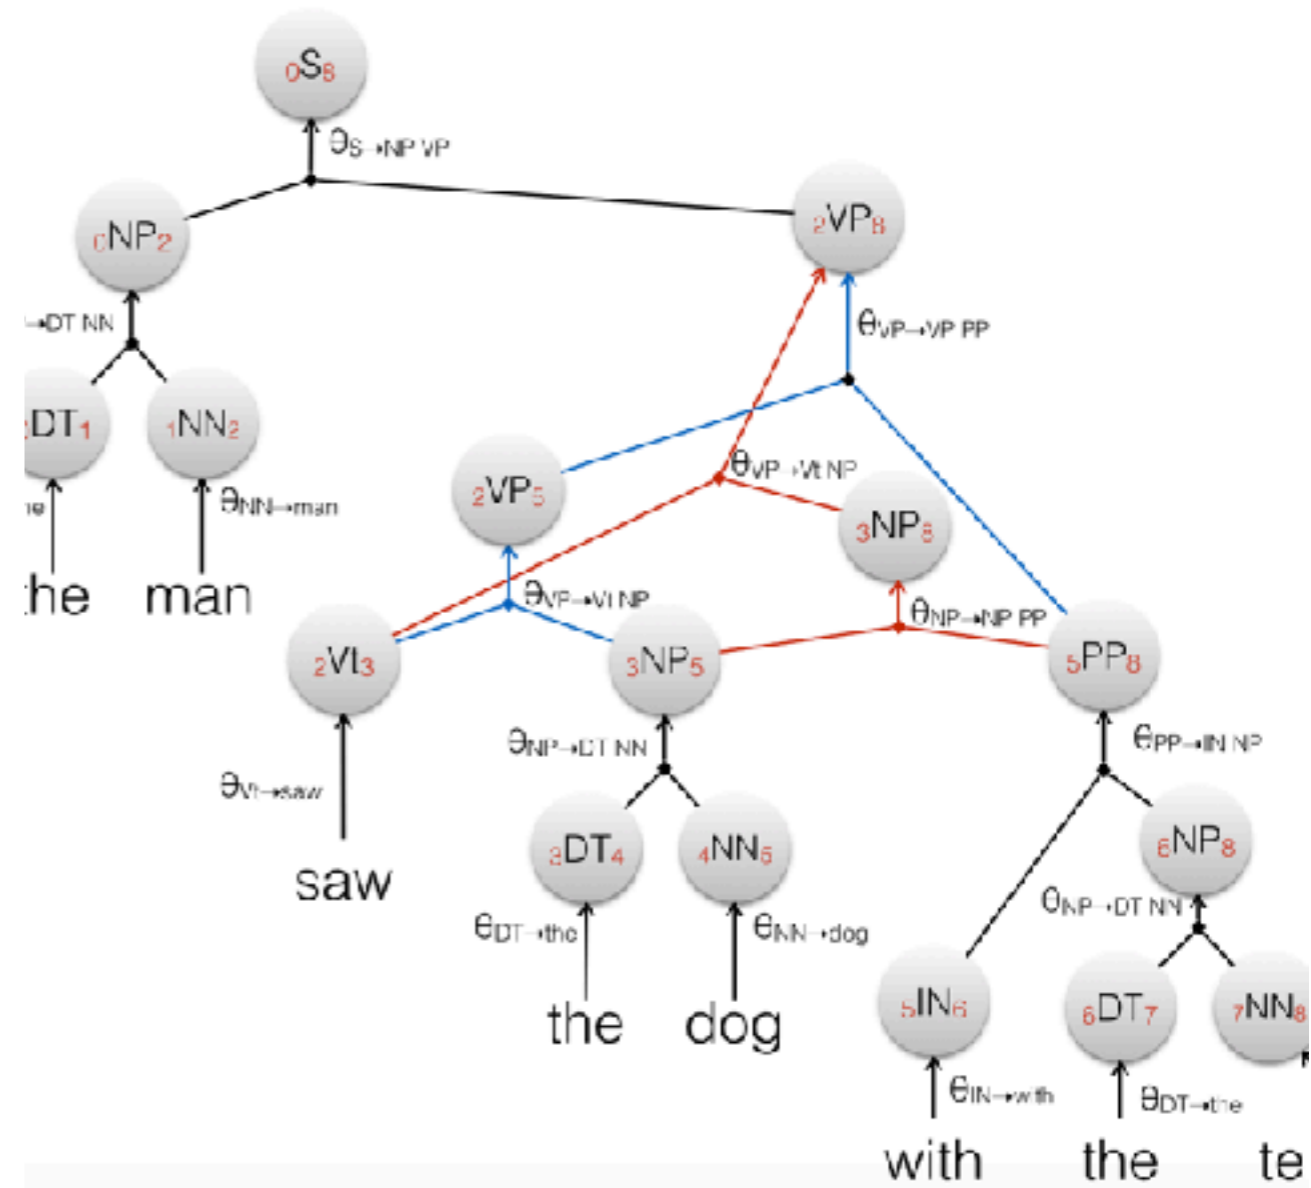 0S8
θS→NP VP
0NP2
2VP8
→DT NN
θVP→VP PP
DT1
1NN2
θVP→Vt NP
2VP5
3NP8
θNN→man
the man
θVP→Vt NP
θNP→NP PP
2Vt3
3NP5
5PP8
θNP→DT NN
θPP→IN NP
θVt→saw
3DT4
4NN5
6NP8
saw
θNP→DT NN
θDT→the
θNN→dog
5IN6
6DT7
7NN8
the dog
θIN→with
θDT→the
with the te